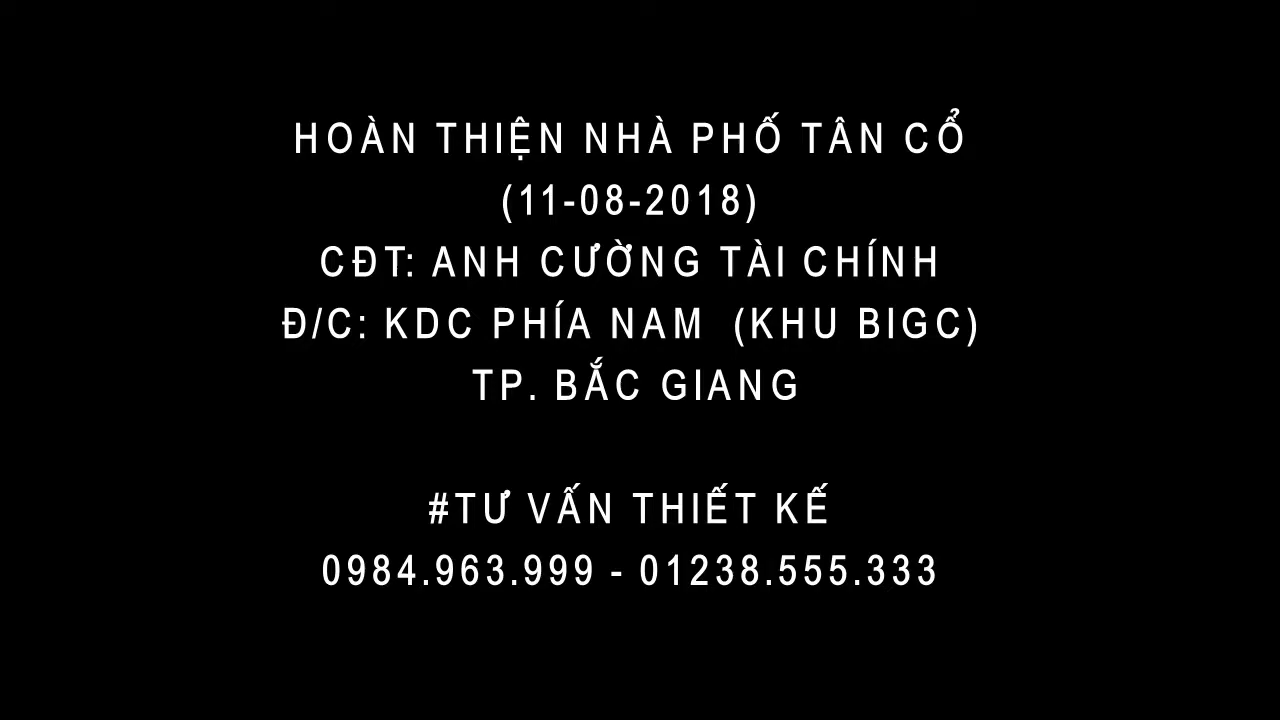 HOÀN THIỆN NHÀ PHỐ TÂN CỔ
(11-08-2018)
CĐT: ANH CƯỜNG TÀI CHÍNH
Đ/C: KDC PHÍA NAM (KHU BIGC)
TP. BẮC GIANG
#TƯ VẤN THIẾT KẾ
0984.963.999 - 01238.555.333